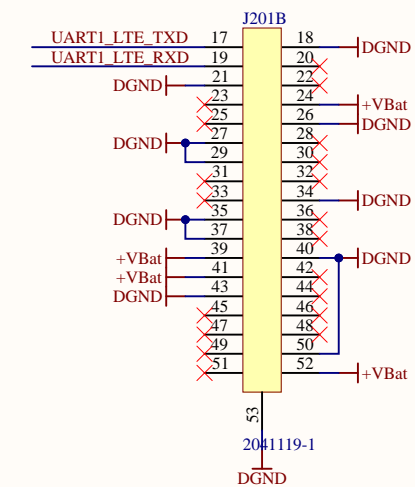 J201B
UART1_LTE_TXD 17 18 DGND
UART1_LTE_RXD 19 20
DGND 21 22
23 24 +VBat
25 26 DGND
DGND 27 28
29 30
31 32
33 34 DGND
DGND 35 36
37 38
+VBat 39 40 DGND
+VBat 41 42
DGND 43 44
45 46
47 48
49 50
51 52 +VBat
53
2041119-1
DGND